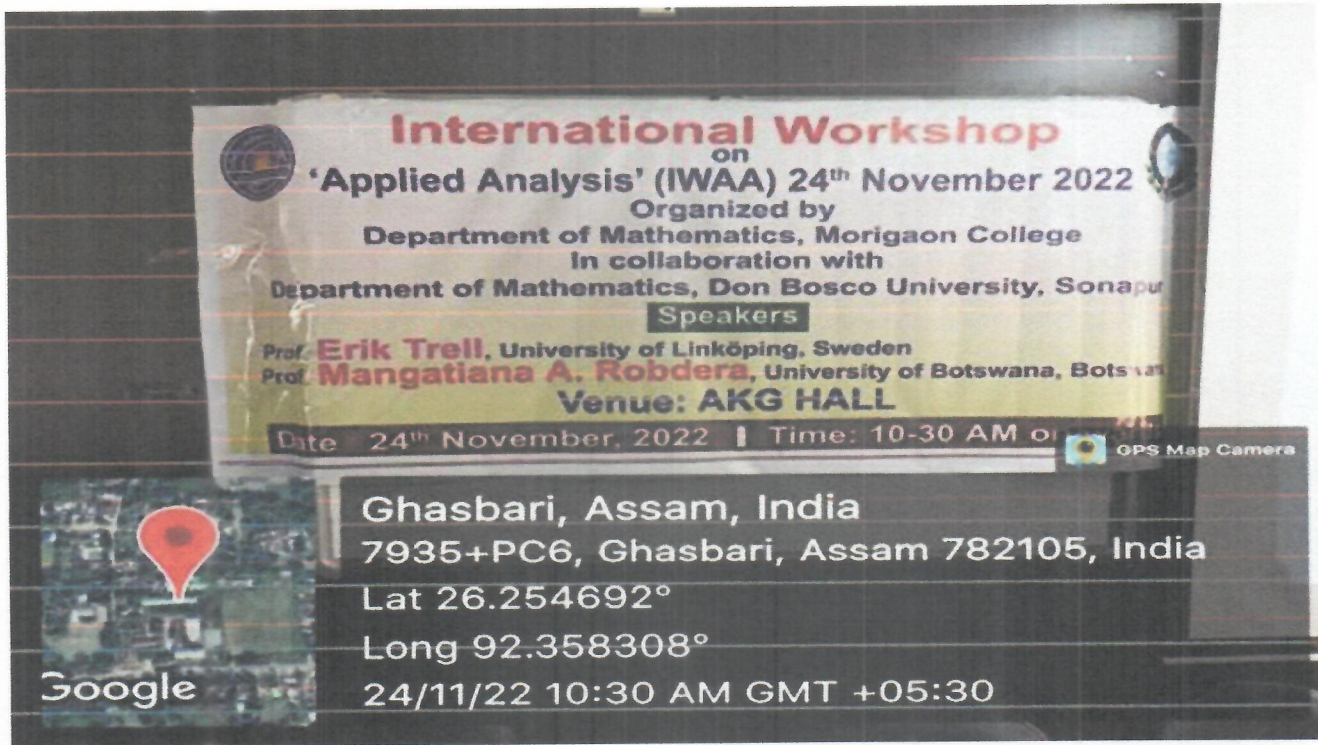 International Workshop
on
‘Applied Analysis’ (IWAA) 24th November 2022
Organized by
Department of Mathematics, Morigaon College
In collaboration with
Department of Mathematics, Don Bosco University, Sonapur
Speakers
Prof. Erik Trell, University of Linköping, Sweden
Prof. Mangatiana A. Robdera, University of Botswana,
Venue: AKG HALL
Date 24th November, 2022 | Time: 10-30 AM
GPS Map Camera
Ghasbari, Assam, India
7935+PC6, Ghasbari, Assam 782105, India
Lat 26.254692°
Long 92.358308°
24/11/22 10:30 AM GMT +05:30
Google